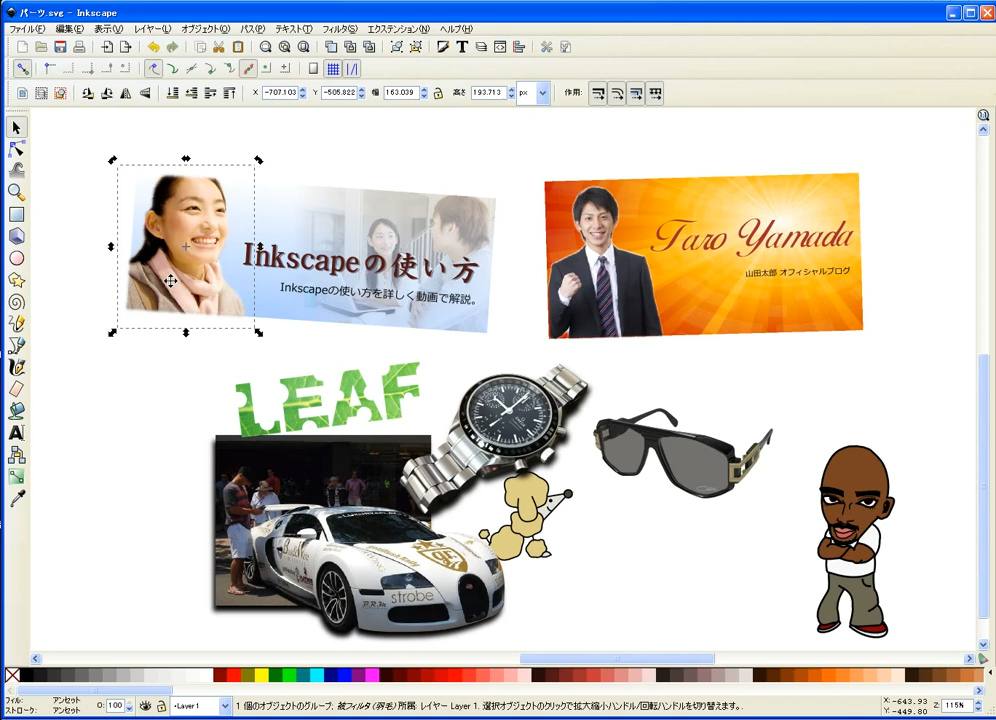 パーツ.svg - Inkscape
ファイル(F) 編集(E) 表示(V) レイヤー(L) オブジェクト(O) パス(P) テキスト(T) フィルタ(S) エクステンション(N) ヘルプ(H)
X -707.103 Y -505.822 幅 163.039 高さ 193.713 px 作用:
Inkscapeの使い方
Inkscapeの使い方を詳しく動画で解説。
Taro Yamada
山田太郎 オフィシャルブログ
LEAF
strobe
フィル: アンセット
ストローク: アンセット
O: 100
Layer 1
1 個のオブジェクトのグループ; 被フィルタ(羽毛) 所属: レイヤー Layer 1. 選択オブジェクトのクリックで拡大縮小ハンドル/回転ハンドルを切り替えます.
X: -643.93
Y: -449.80
Z: 115%